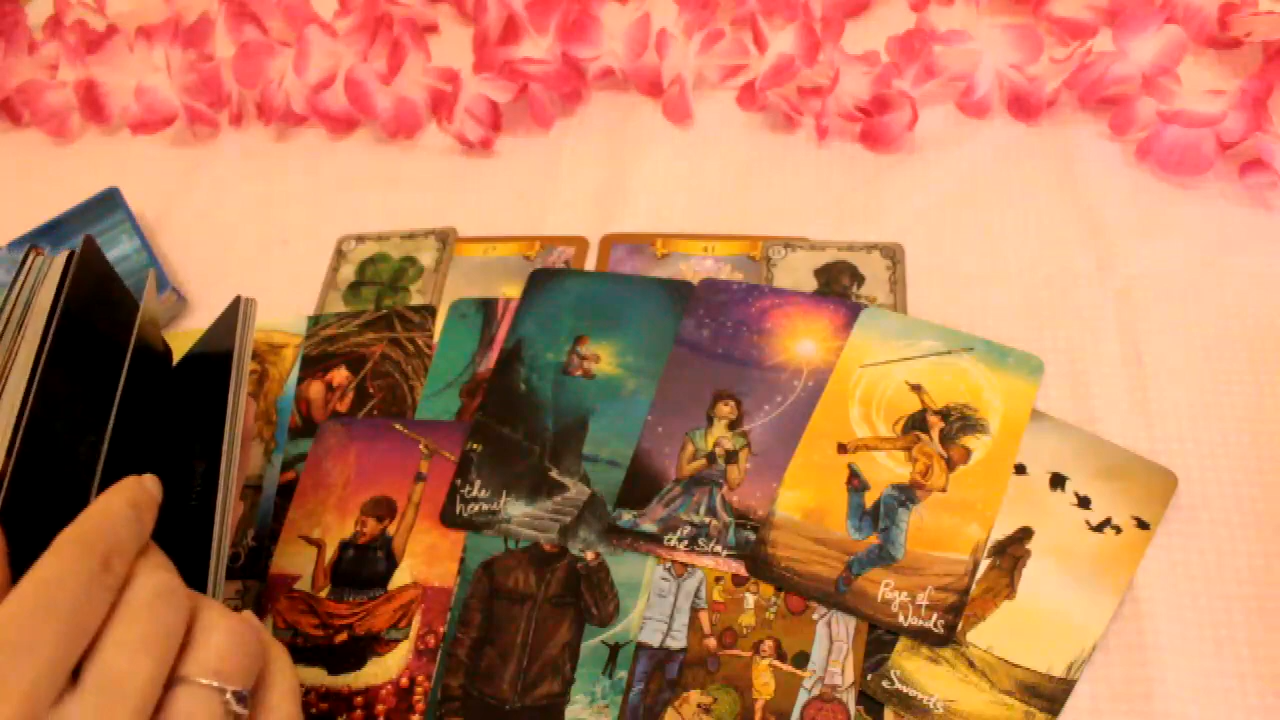 the
hermit
the Star
Page of
Wands
Swords